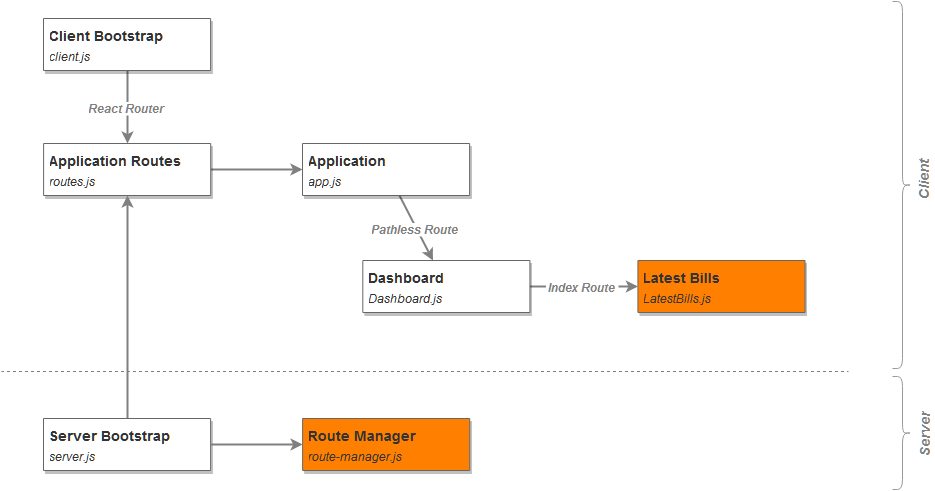 Client Bootstrap
client.js
React Router
Application Routes
routes.js
Application
app.js
Pathless Route
Dashboard
Dashboard.js
Index Route
Latest Bills
LatestBills.js
Client
Server Bootstrap
server.js
Route Manager
route-manager.js
Server